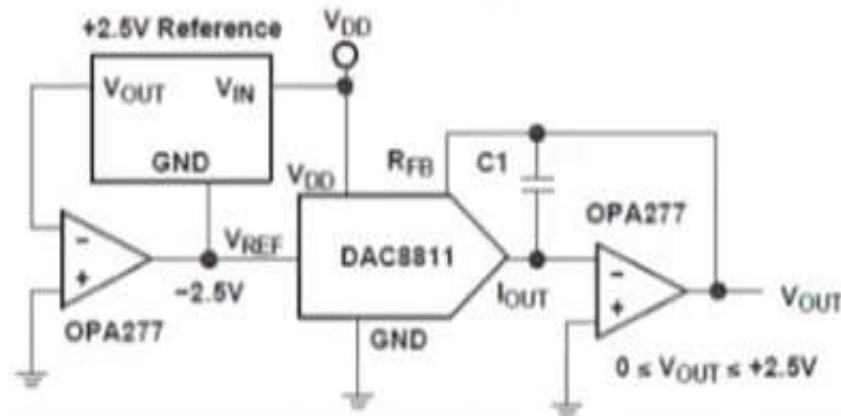 +2.5V Reference
VDD
VOUT VIN
GND
VDD
RFB
C1
OPA277
VREF
DAC8811
−2.5V
IOUT
VOUT
OPA277
GND
0 ≤ VOUT ≤ +2.5V
− +
− +